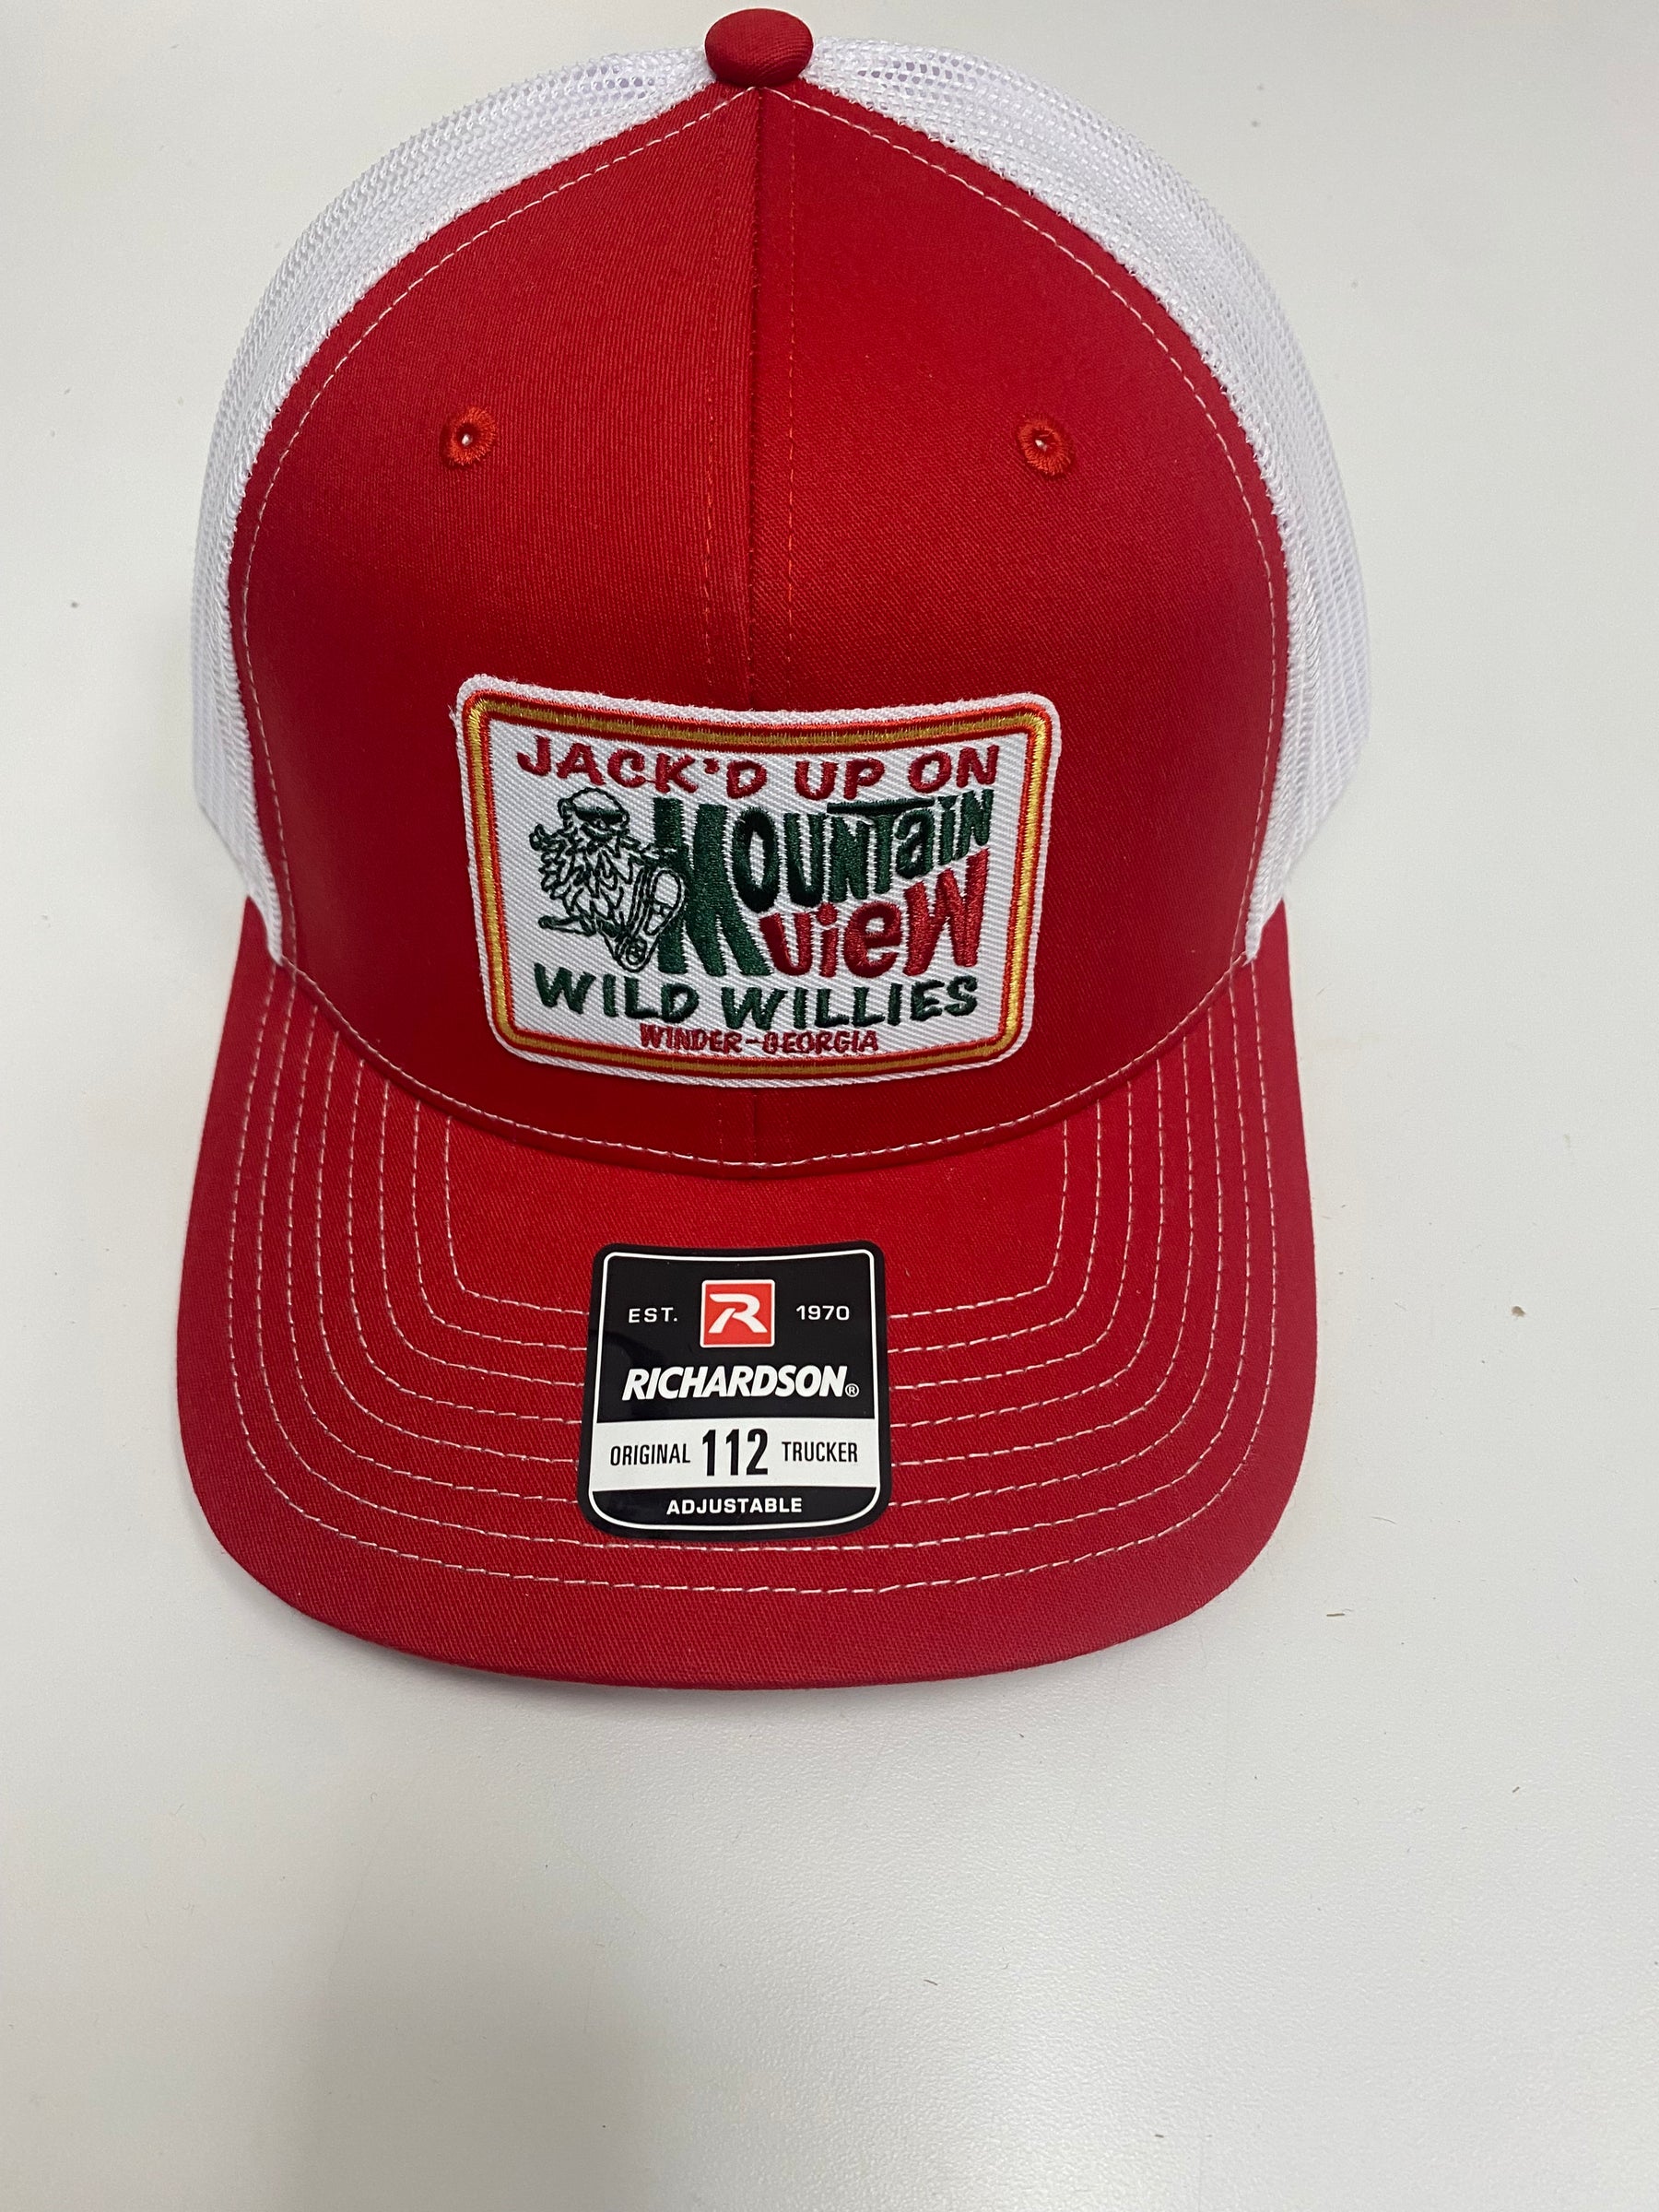 JACK'D UP ON
MOUNTaiN
VieW
WILD WILLIES
WINDER-GEORGIA
EST. R 1970
RICHARDSON®
ORIGINAL 112 TRUCKER
ADJUSTABLE